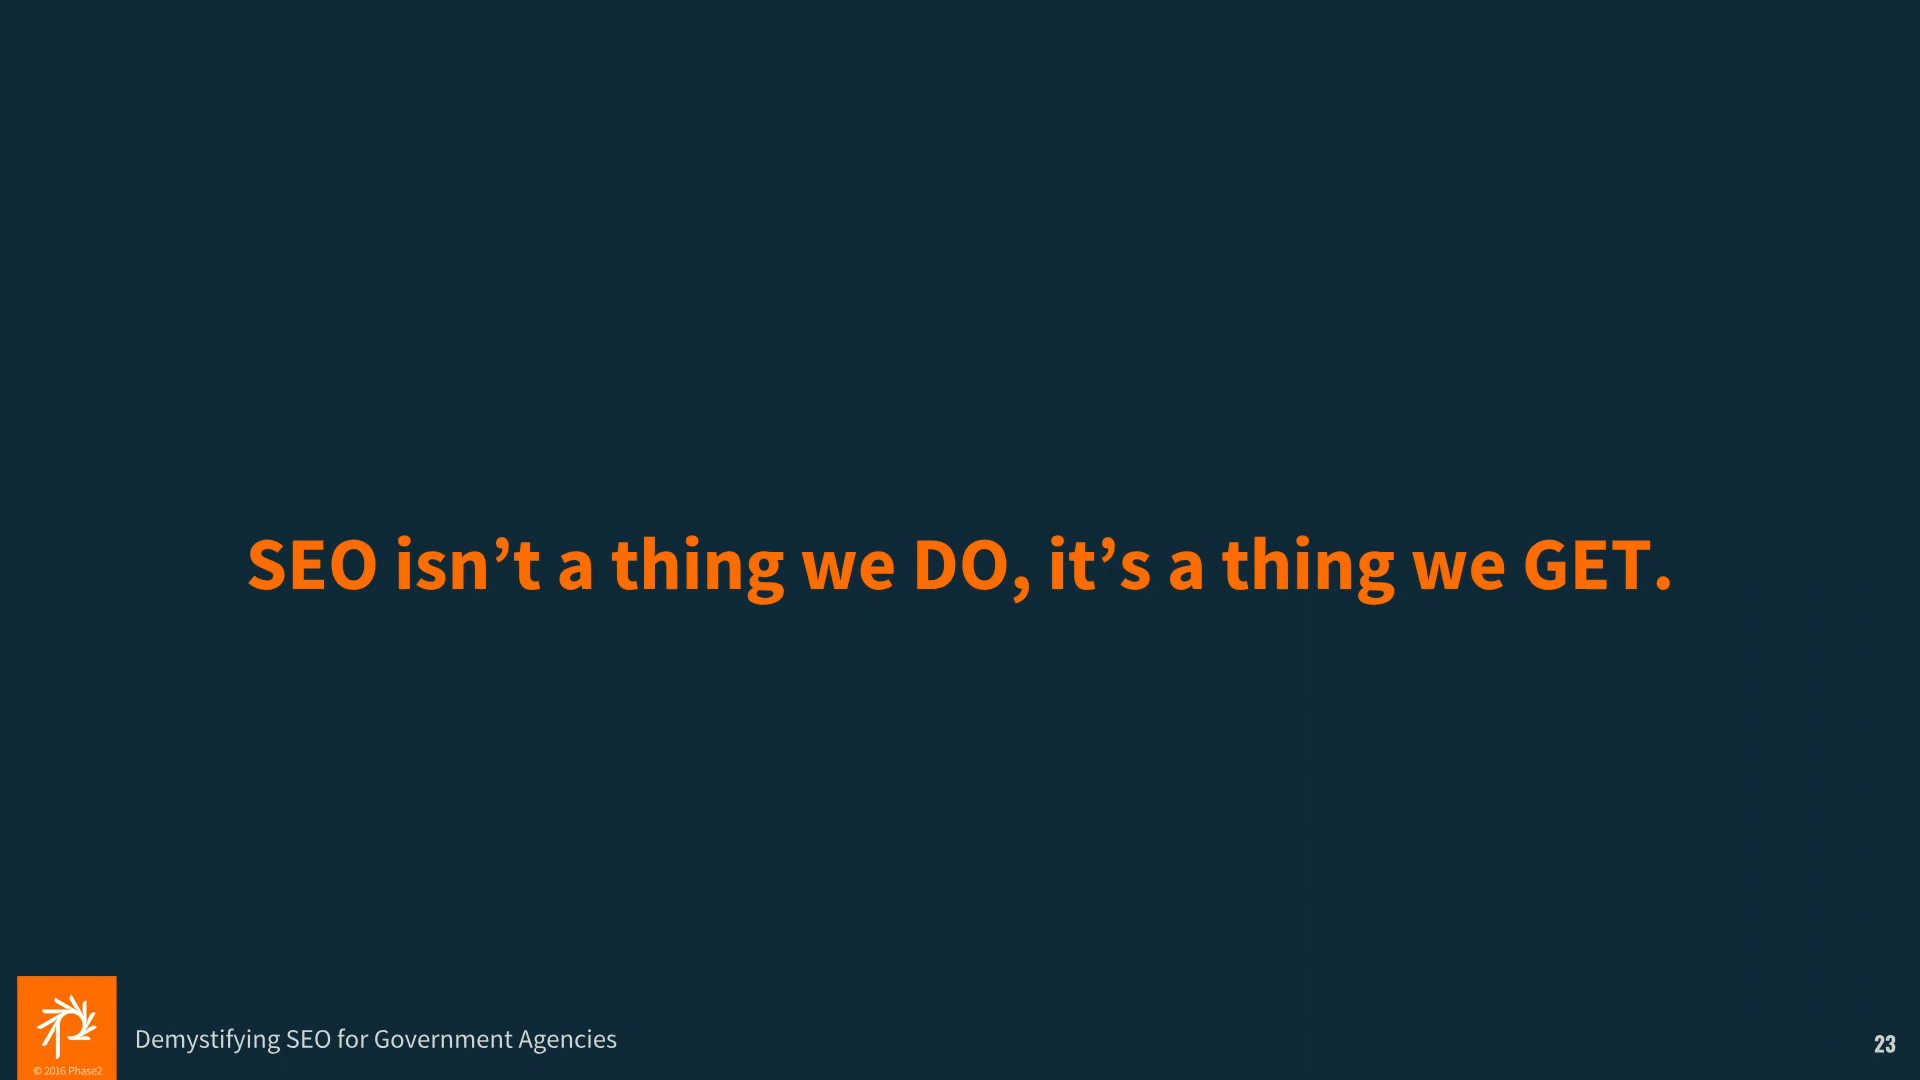 SEO isn’t a thing we DO, it’s a thing we GET.
Demystifying SEO for Government Agencies
23
© 2016 Phase2